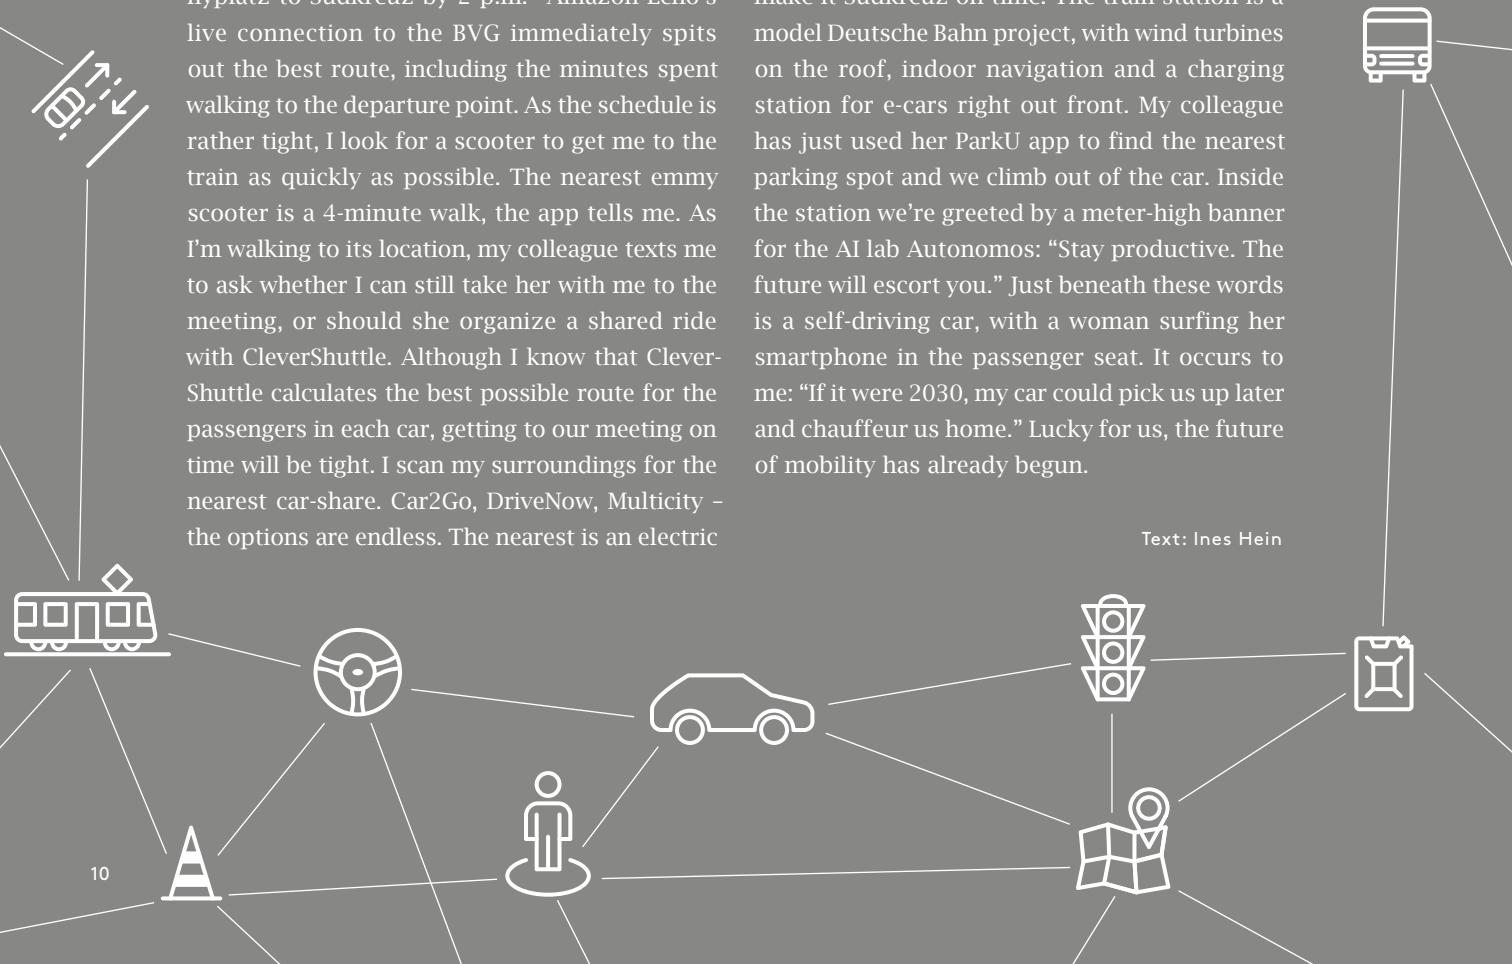 live connection to the BVG immediately spits
out the best route, including the minutes spent
walking to the departure point. As the schedule is
rather tight, I look for a scooter to get me to the
train as quickly as possible. The nearest emmy
scooter is a 4-minute walk, the app tells me. As
I’m walking to its location, my colleague texts me
to ask whether I can still take her with me to the
meeting, or should she organize a shared ride
with CleverShuttle. Although I know that Clever-
Shuttle calculates the best possible route for the
passengers in each car, getting to our meeting on
time will be tight. I scan my surroundings for the
nearest car-share. Car2Go, DriveNow, Multicity –
the options are endless. The nearest is an electric
make it Südkreuz on time. The train station is a
model Deutsche Bahn project, with wind turbines
on the roof, indoor navigation and a charging
station for e-cars right out front. My colleague
has just used her ParkU app to find the nearest
parking spot and we climb out of the car. Inside
the station we’re greeted by a meter-high banner
for the AI lab Autonomos: “Stay productive. The
future will escort you.” Just beneath these words
is a self-driving car, with a woman surfing her
smartphone in the passenger seat. It occurs to
me: “If it were 2030, my car could pick us up later
and chauffeur us home.” Lucky for us, the future
of mobility has already begun.
Text: Ines Hein
10